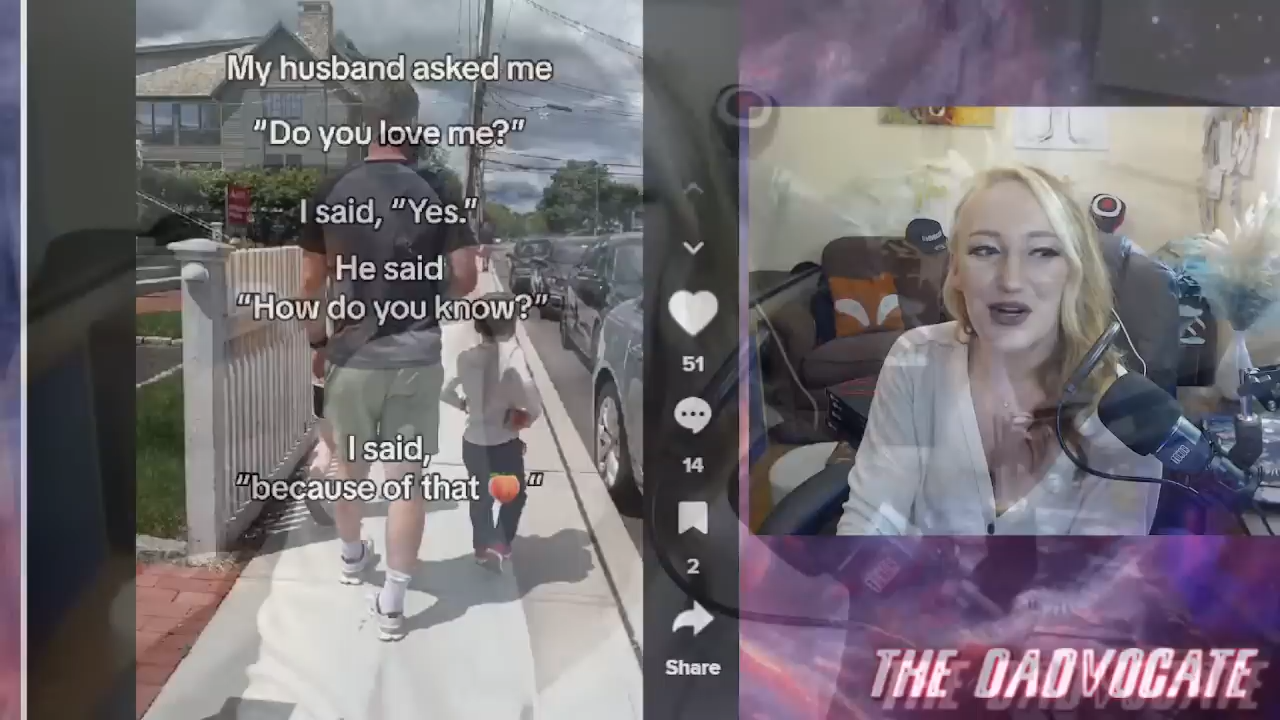 My husband asked me
“Do you love me?”
I said, “Yes.”
He said
“How do you know?”
I said,
“because of that 🍑“
51
14
2
Share
THE DADVOCATE